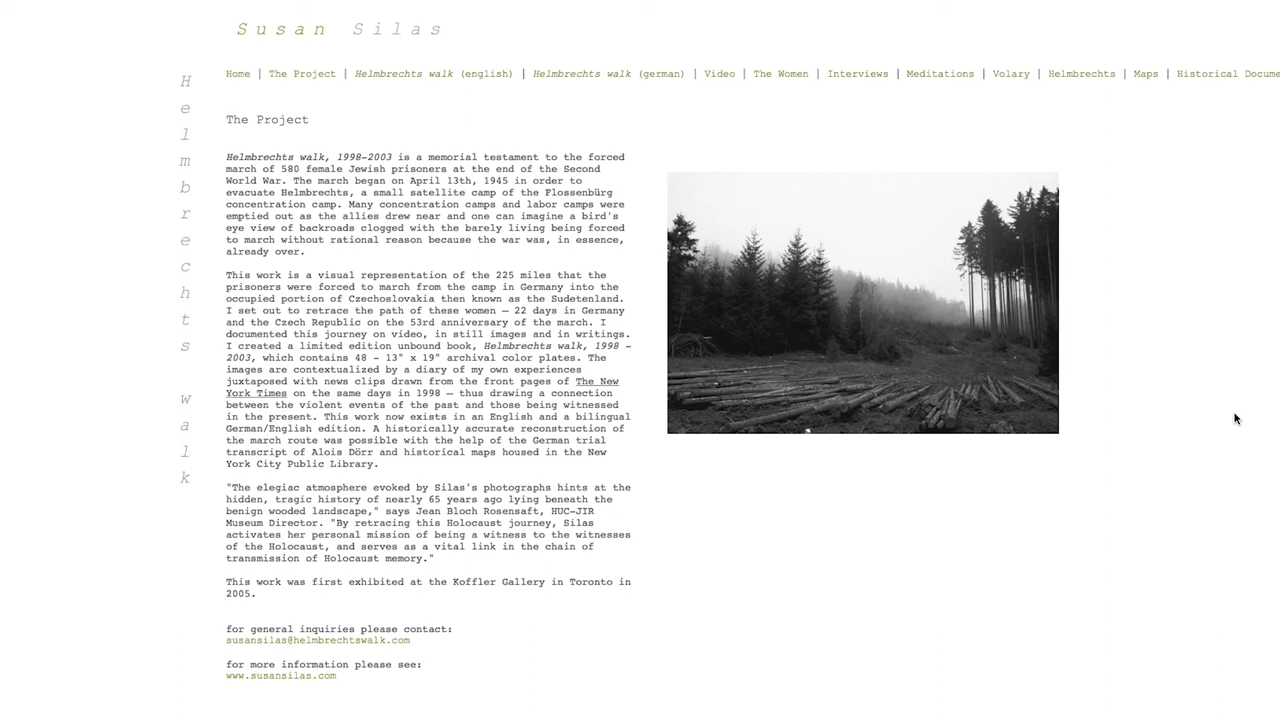 Susan Silas
Home | The Project | Helmbrechts walk (english) | Helmbrechts walk (german) | Video | The Women | Interviews | Meditations | Volary | Helmbrechts | Maps | Historical Docume
Helmbrechts walk
The Project
Helmbrechts walk, 1998-2003 is a memorial testament to the forced
march of 580 female Jewish prisoners at the end of the Second
World War. The march began on April 13th, 1945 in order to
evacuate Helmbrechts, a small satellite camp of the Flossenbürg
concentration camp. Many concentration camps and labor camps were
emptied out as the allies drew near and one can imagine a bird's
eye view of backroads clogged with the barely living being forced
to march without rational reason because the war was, in essence,
already over.
This work is a visual representation of the 225 miles that the
prisoners were forced to march from the camp in Germany into the
occupied portion of Czechoslovakia then known as the Sudetenland.
I set out to retrace the path of these women — 22 days in Germany
and the Czech Republic on the 53rd anniversary of the march. I
documented this journey on video, in still images and in writings.
I created a limited edition unbound book, Helmbrechts walk, 1998 -
2003, which contains 48 - 13" x 19" archival color plates. The
images are contextualized by a diary of my own experiences
juxtaposed with news clips drawn from the front pages of The New
York Times on the same days in 1998 — thus drawing a connection
between the violent events of the past and those being witnessed
in the present. This work now exists in an English and a bilingual
German/English edition. A historically accurate reconstruction of
the march route was possible with the help of the German trial
transcript of Alois Dörr and historical maps housed in the New
York City Public Library.
"The elegiac atmosphere evoked by Silas's photographs hints at the
hidden, tragic history of nearly 65 years ago lying beneath the
benign wooded landscape," says Jean Bloch Rosensaft, HUC-JIR
Museum Director. "By retracing this Holocaust journey, Silas
activates her personal mission of being a witness to the witnesses
of the Holocaust, and serves as a vital link in the chain of
transmission of Holocaust memory."
This work was first exhibited at the Koffler Gallery in Toronto in
2005.
for general inquiries please contact:
susansilas@helmbrechtswalk.com
for more information please see:
www.susansilas.com